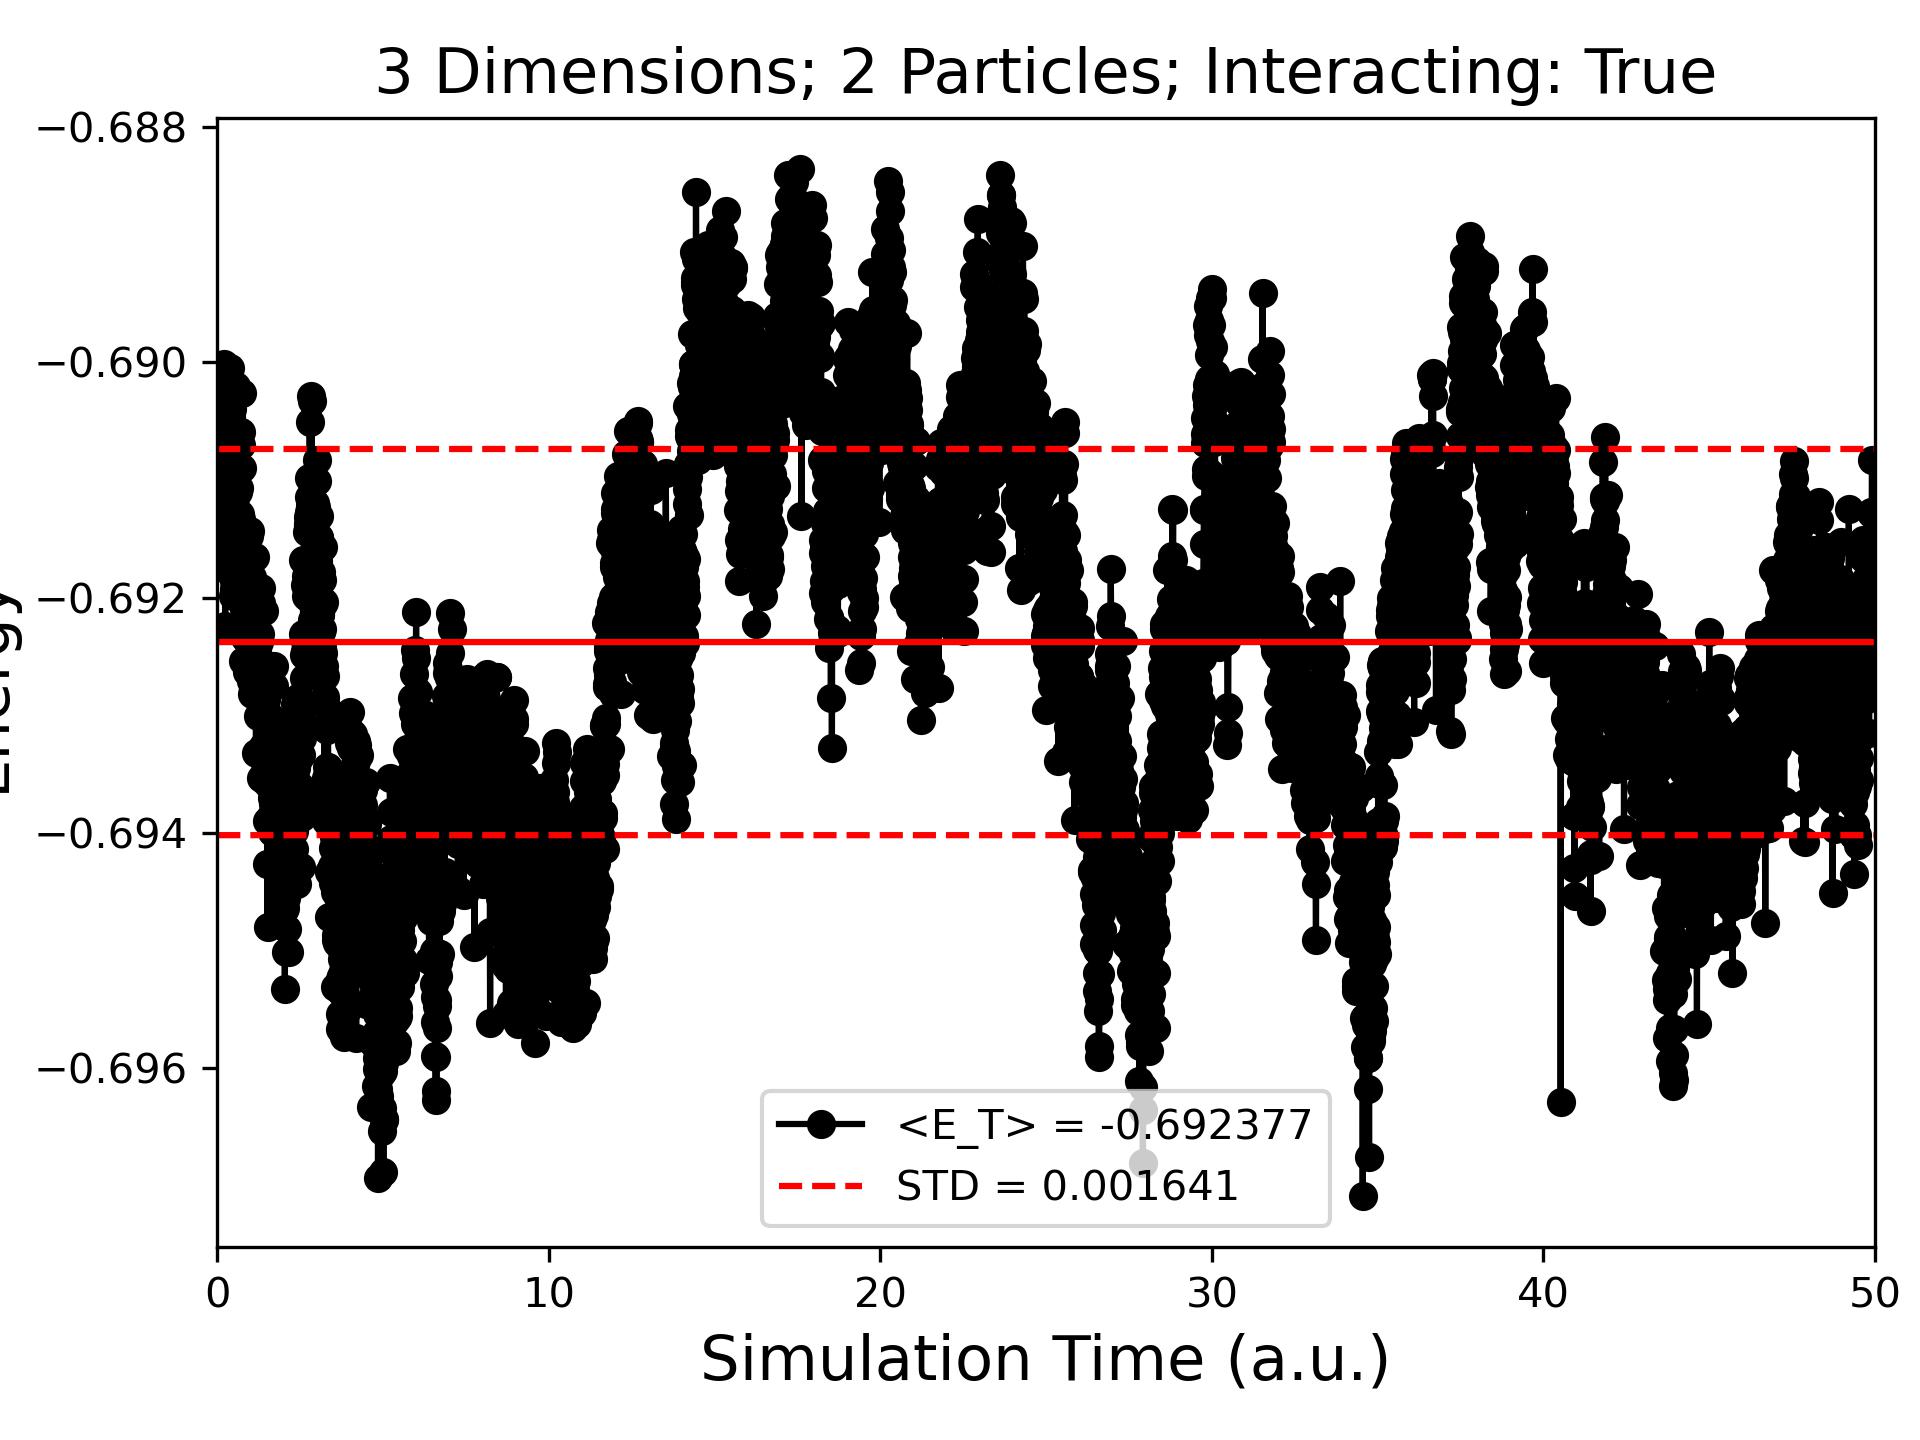 3 Dimensions; 2 Particles; Interacting: True
−0.688
−0.690
−0.692
−0.694
−0.696
Energy
<E_T> = -0.692377
STD = 0.001641
0 10 20 30 40 50
Simulation Time (a.u.)